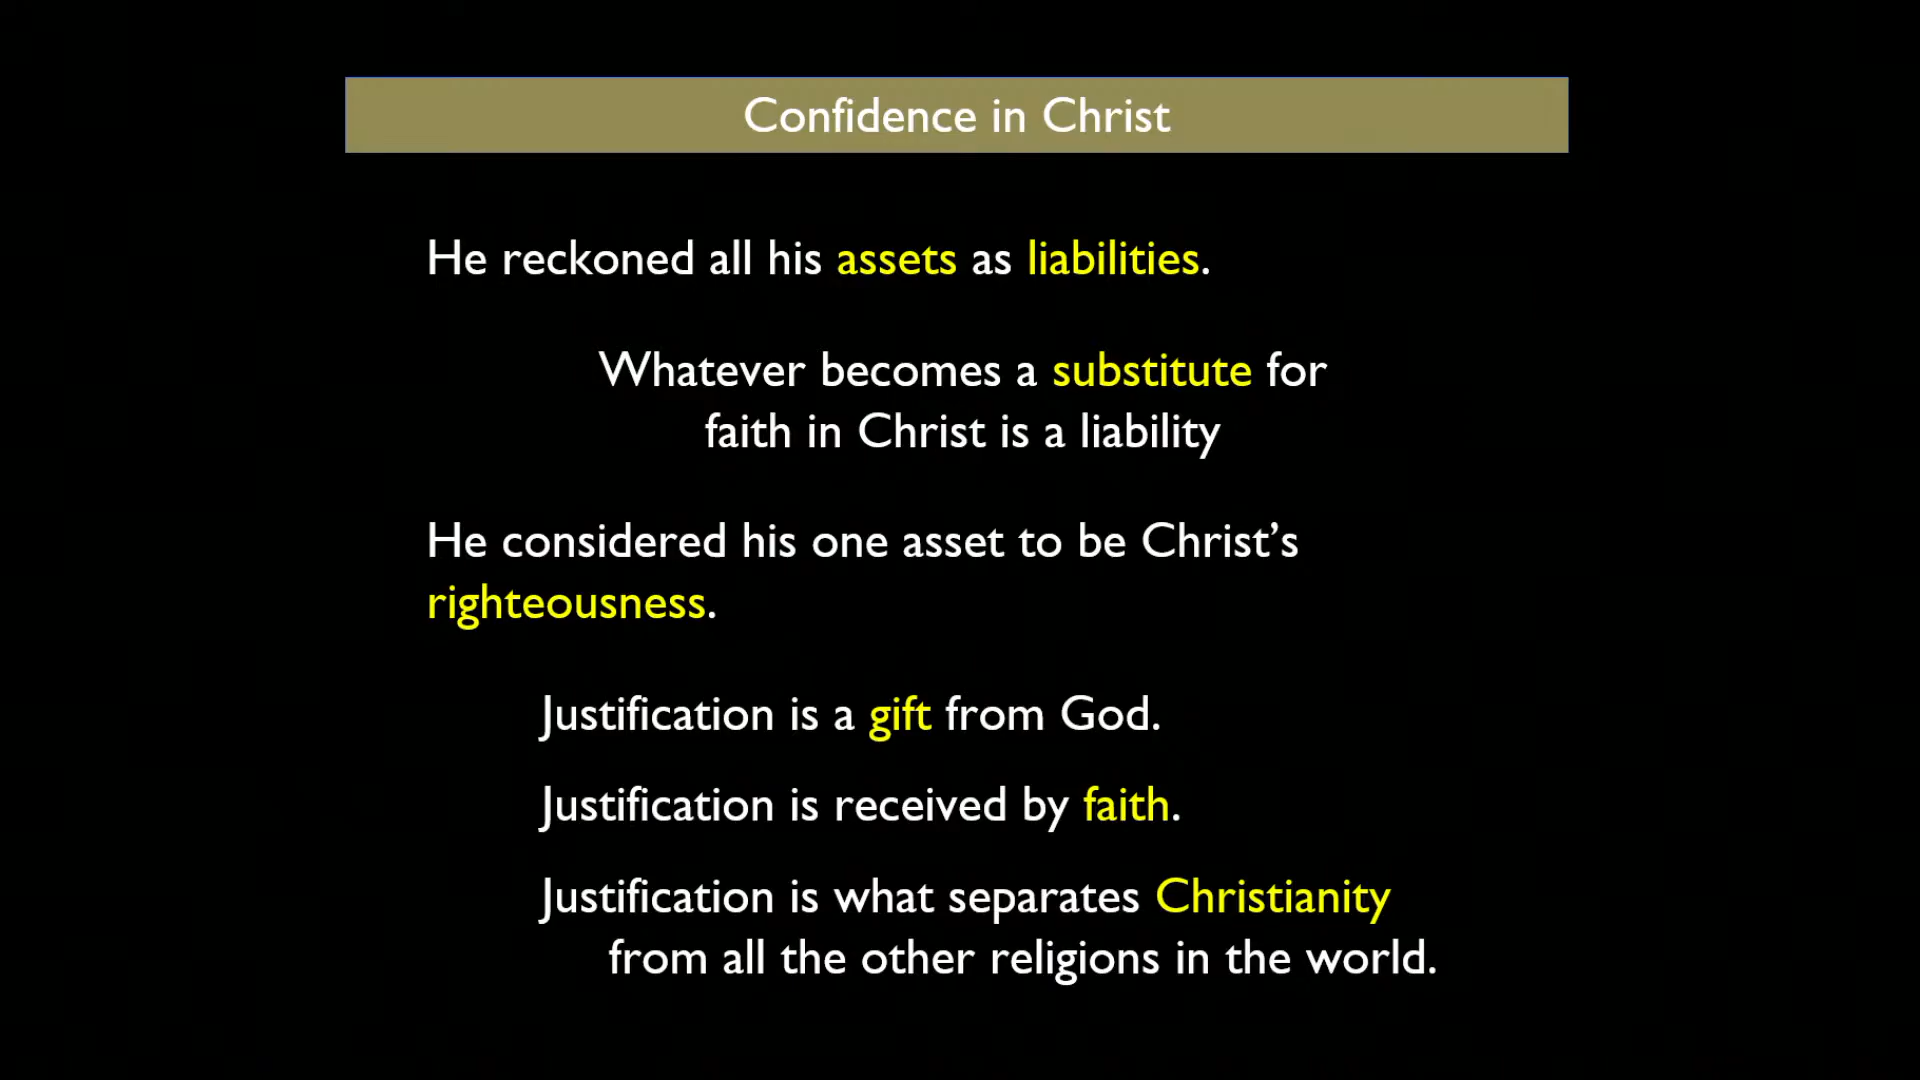 Confidence in Christ
He reckoned all his assets as liabilities.
Whatever becomes a substitute for
faith in Christ is a liability
He considered his one asset to be Christ’s
righteousness.
Justification is a gift from God.
Justification is received by faith.
Justification is what separates Christianity
from all the other religions in the world.